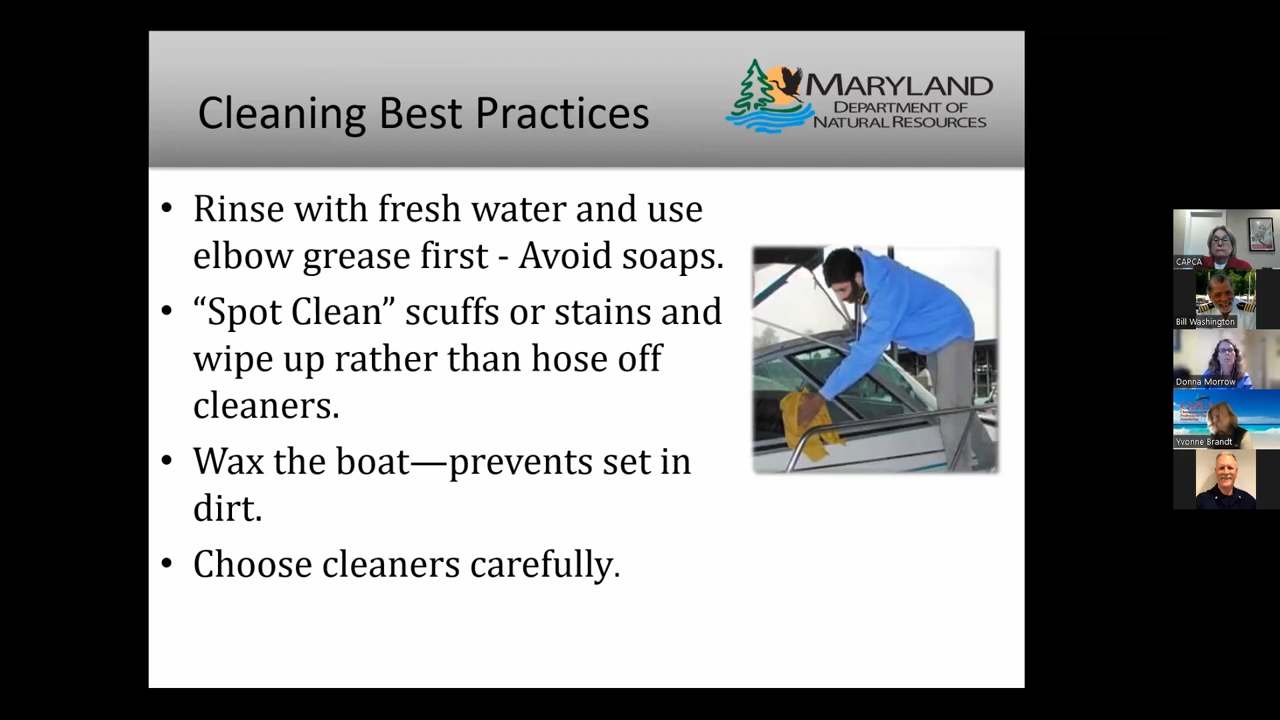 Cleaning Best Practices
MARYLAND
DEPARTMENT OF
NATURAL RESOURCES
• Rinse with fresh water and use
elbow grease first - Avoid soaps.
• “Spot Clean” scuffs or stains and
wipe up rather than hose off
cleaners.
• Wax the boat—prevents set in
dirt.
• Choose cleaners carefully.
CAPCA
Bill Washington
Donna Morrow
Yvonne Brandt